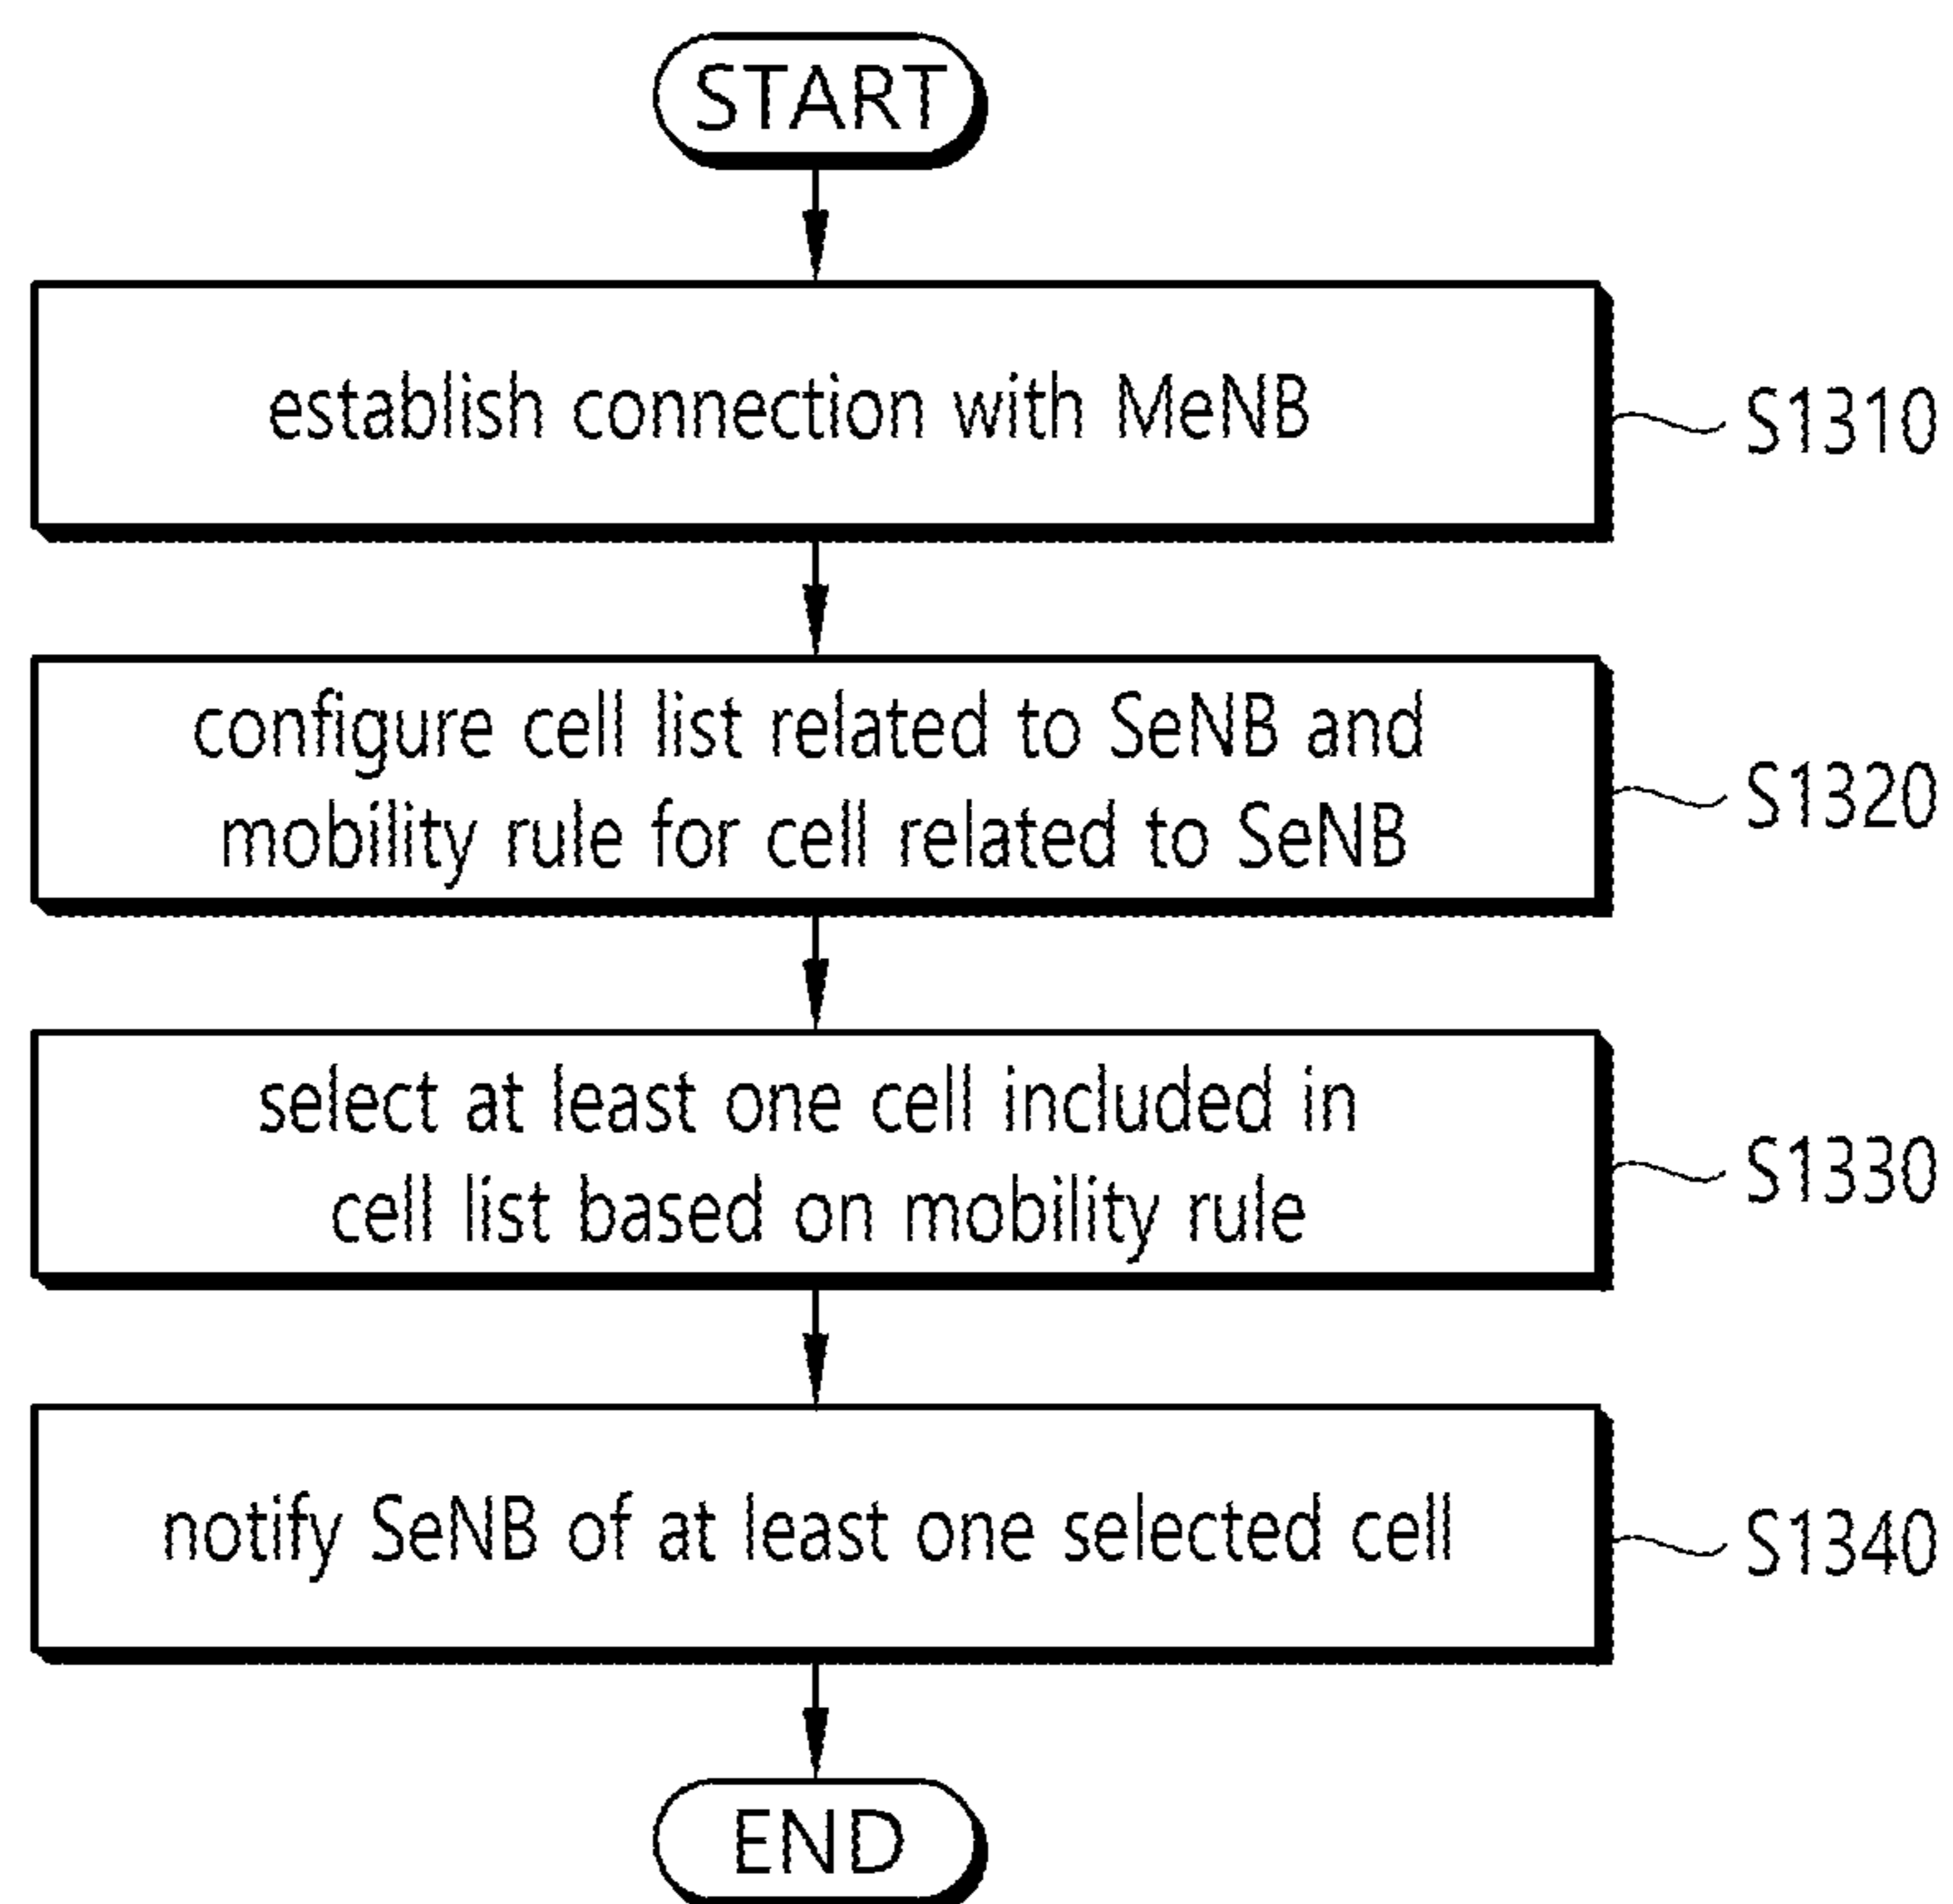 START
establish connection with MeNB
S1310
configure cell list related to SeNB and
mobility rule for cell related to SeNB
S1320
select at least one cell included in
cell list based on mobility rule
S1330
notify SeNB of at least one selected cell
S1340
END